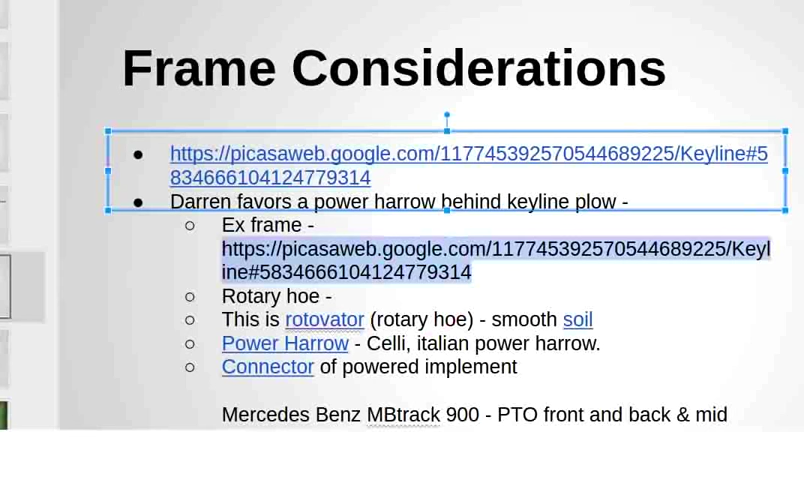 Frame Considerations
● https://picasaweb.google.com/117745392570544689225/Keyline#5
834666104124779314
● Darren favors a power harrow behind keyline plow -
○ Ex frame -
https://picasaweb.google.com/117745392570544689225/Keyl
ine#5834666104124779314
○ Rotary hoe -
○ This is rotovator (rotary hoe) - smooth soil
○ Power Harrow - Celli, italian power harrow.
○ Connector of powered implement
Mercedes Benz MBtrack 900 - PTO front and back & mid